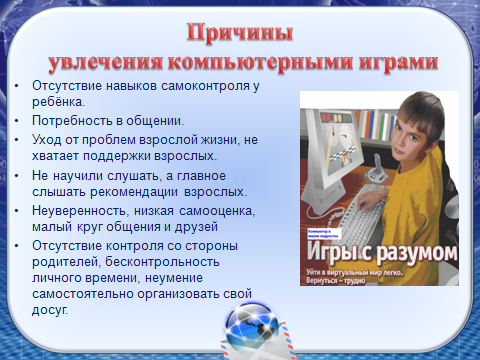 Причины
увлечения компьютерными играми
• Отсутствие навыков самоконтроля у
ребёнка.
• Потребность в общении.
• Уход от проблем взрослой жизни, не
хватает поддержки взрослых.
• Не научили слушать, а главное
слышать рекомендации взрослых.
• Неуверенность, низкая самооценка,
малый круг общения и друзей
• Отсутствие контроля со стороны
родителей, бесконтрольность
личного времени, неумение
самостоятельно организовать свой
досуг.
Компьютер в
жизни подростка
Игры с разумом
Уйти в виртуальный мир легко.
Вернуться – трудно